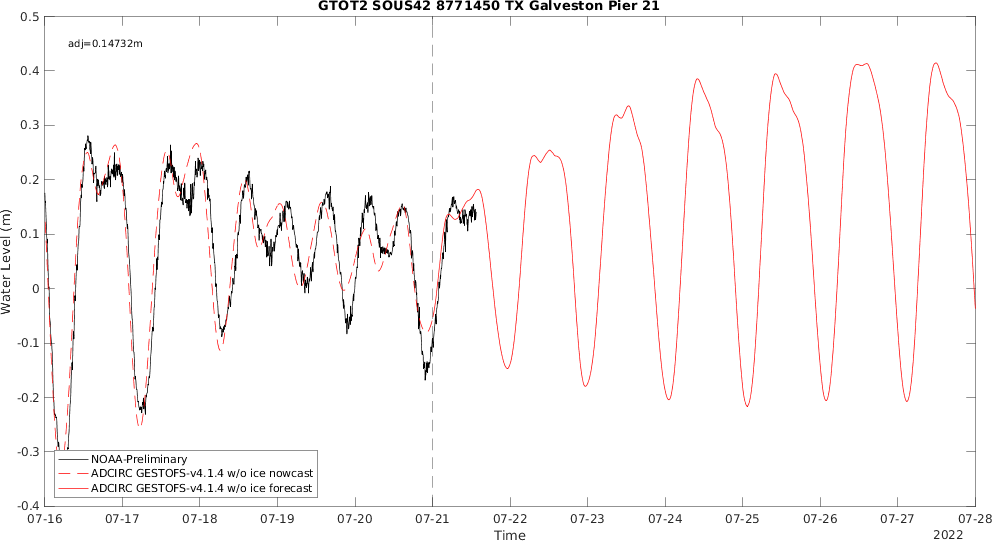 GTOT2 SOUS42 8771450 TX Galveston Pier 21
adj=0.14732m
Water Level (m)
0.5
0.4
0.3
0.2
0.1
0
-0.1
-0.2
-0.3
-0.4
NOAA-Preliminary
ADCIRC GESTOFS-v4.1.4 w/o ice nowcast
ADCIRC GESTOFS-v4.1.4 w/o ice forecast
07-16 07-17 07-18 07-19 07-20 07-21 07-22 07-23 07-24 07-25 07-26 07-27 07-28
Time
2022